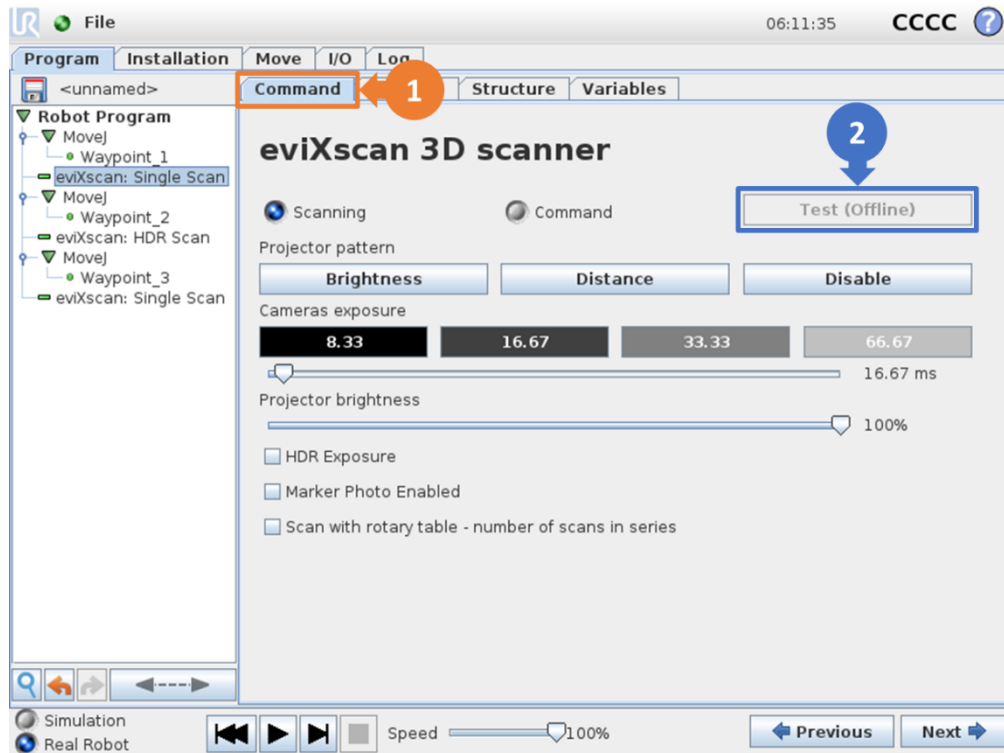 UR File 06:11:35 CCCC ?
Program Installation Move I/O Log
<unnamed> Command 1 Structure Variables
Robot Program
MoveJ
Waypoint_1
eviXscan: Single Scan
MoveJ
Waypoint_2
eviXscan: HDR Scan
MoveJ
Waypoint_3
eviXscan: Single Scan
eviXscan 3D scanner
2
Scanning Command Test (Offline)
Projector pattern
Brightness Distance Disable
Cameras exposure
8.33 16.67 33.33 66.67
16.67 ms
Projector brightness
100%
HDR Exposure
Marker Photo Enabled
Scan with rotary table - number of scans in series
Simulation
Real Robot
Speed 100%
Previous Next